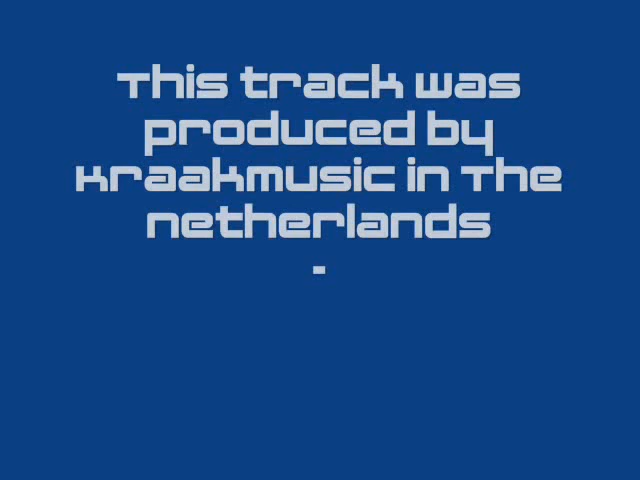 This track was
produced by
kraakmusic in the
netherlands
-